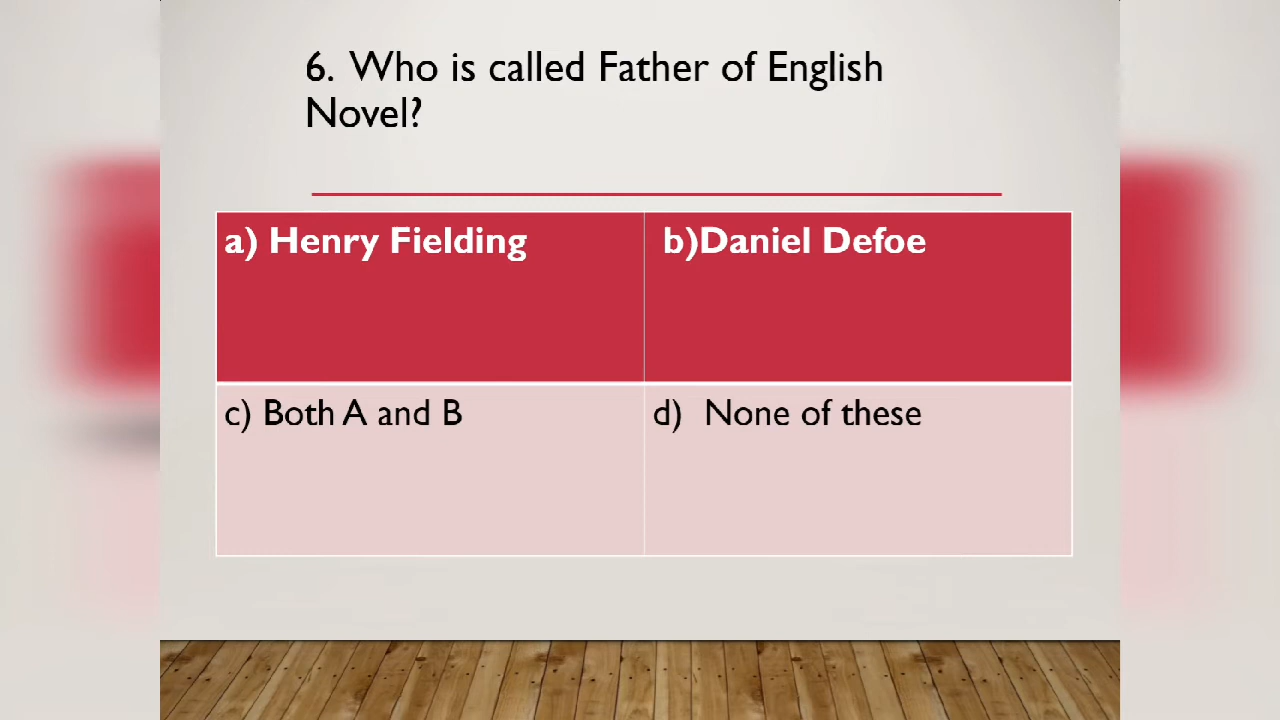 6. Who is called Father of English
Novel?
a) Henry Fielding
b)Daniel Defoe
c) Both A and B
d) None of these